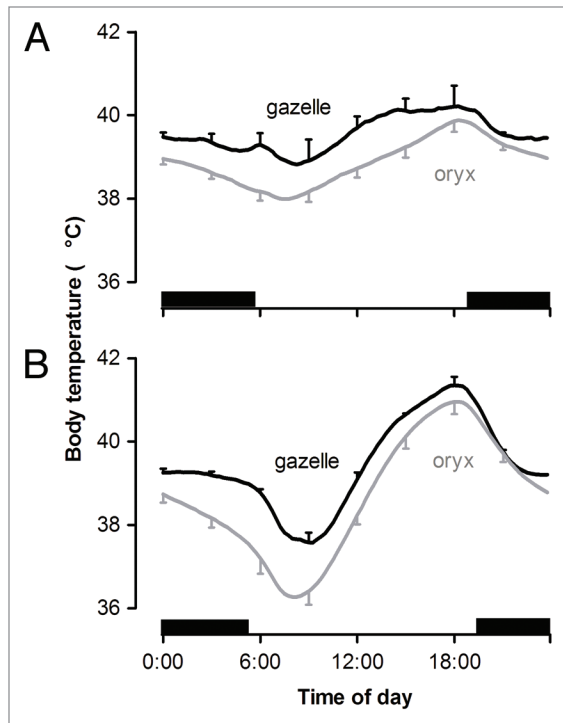 A
42
40
38
36
gazelle
oryx
Body temperature ( °C)
B
42
40
38
36
gazelle
oryx
0:00 6:00 12:00 18:00
Time of day